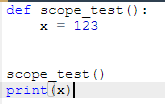 def scope_test():
    x = 123
scope_test()
print(x)